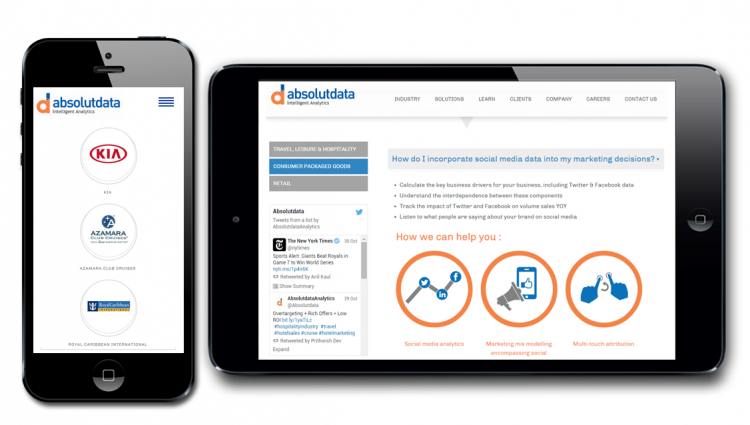 absolutdata
Intelligent Analytics
KIA
KIA
AZAMARA
CLUB CRUISES
AZAMARA CLUB CRUISES
RoyalCaribbean
INTERNATIONAL
ROYAL CARIBBEAN INTERNATIONAL
absolutdata
Intelligent Analytics
INDUSTRY SOLUTIONS LEARN CLIENTS COMPANY CAREERS CONTACT US
TRAVEL, LEISURE & HOSPITALITY
CONSUMER PACKAGED GOODS
RETAIL
Absolutdata
Tweets from a list by
AbsolutdataAnalytics
The New York Times 30 Oct
@nytimes
Sports Alert: Giants Beat Royals in
Game 7 to Win World Series
nyti.ms/1p4v6K
Retweeted by Anil Kaul
Show Summary
AbsolutdataAnalytics 29 Oct
@Absolutdata
Overtargeting + Rich Offers = Low
ROI bit.ly/1yaTiLc
#hospitalityindustry #travel
#hotelsales #cruise #hotelmarketing
Retweeted by Prithwish Dev
Expand
How do I incorporate social media data into my marketing decisions? •
• Calculate the key business drivers for your business, including Twitter & Facebook data
• Understand the interdependence between these components
• Track the impact of Twitter and Facebook on volume sales YOY
• Listen to what people are saying about your brand on social media
How we can help you :
Social media analytics
Marketing mix modelling
encompassing social
Multi-touch attribution